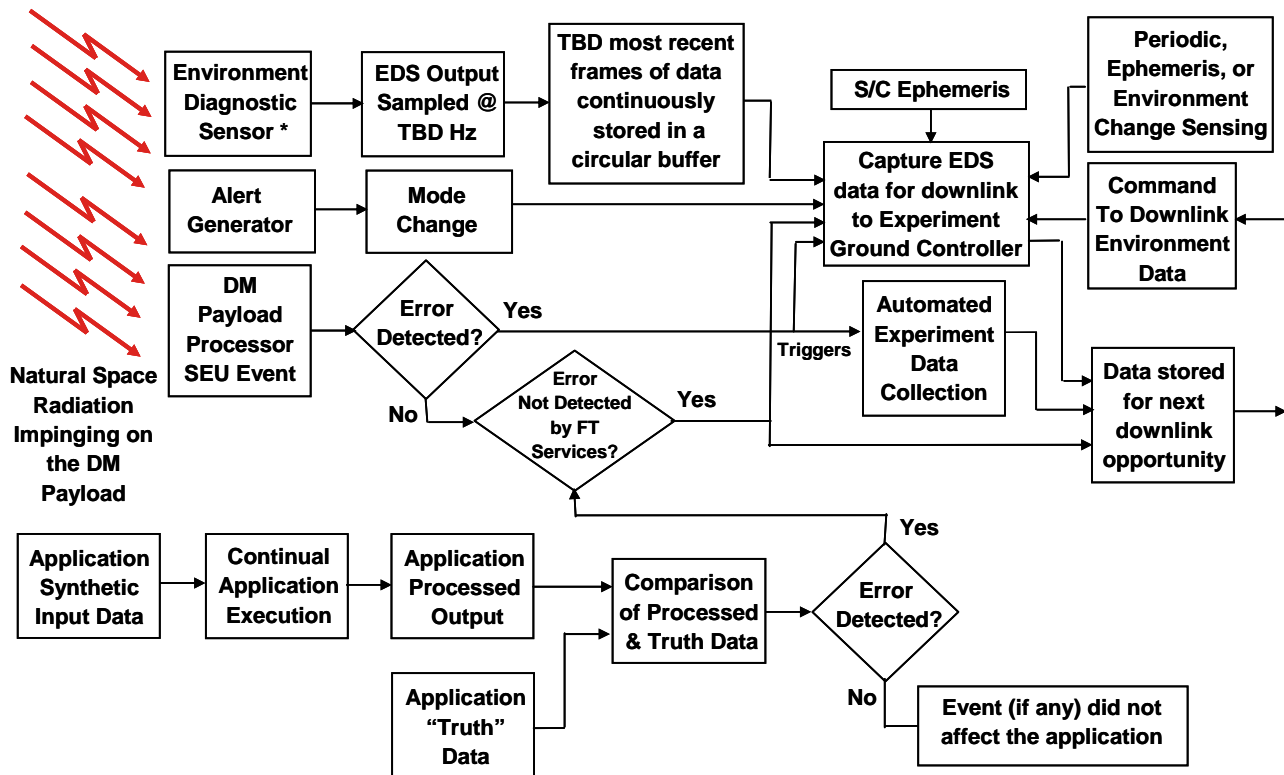 Environment
Diagnostic
Sensor *
EDS Output
Sampled @
TBD Hz
TBD most recent
frames of data
continuously
stored in a
circular buffer
S/C Ephemeris
Periodic,
Ephemeris, or
Environment
Change Sensing
Capture EDS
data for downlink
to Experiment
Ground Controller
Command
To Downlink
Environment
Data
Alert
Generator
Mode
Change
DM
Payload
Processor
SEU Event
Error
Detected?
Yes
No
Triggers
Automated
Experiment
Data
Collection
Natural Space
Radiation
Impinging on
the DM
Payload
Error
Not Detected
by FT
Services?
Yes
Data stored
for next
downlink
opportunity
Application
Synthetic
Input Data
Continual
Application
Execution
Application
Processed
Output
Comparison
of Processed
& Truth Data
Error
Detected?
Yes
No
Application
“Truth”
Data
Event (if any) did not
affect the application